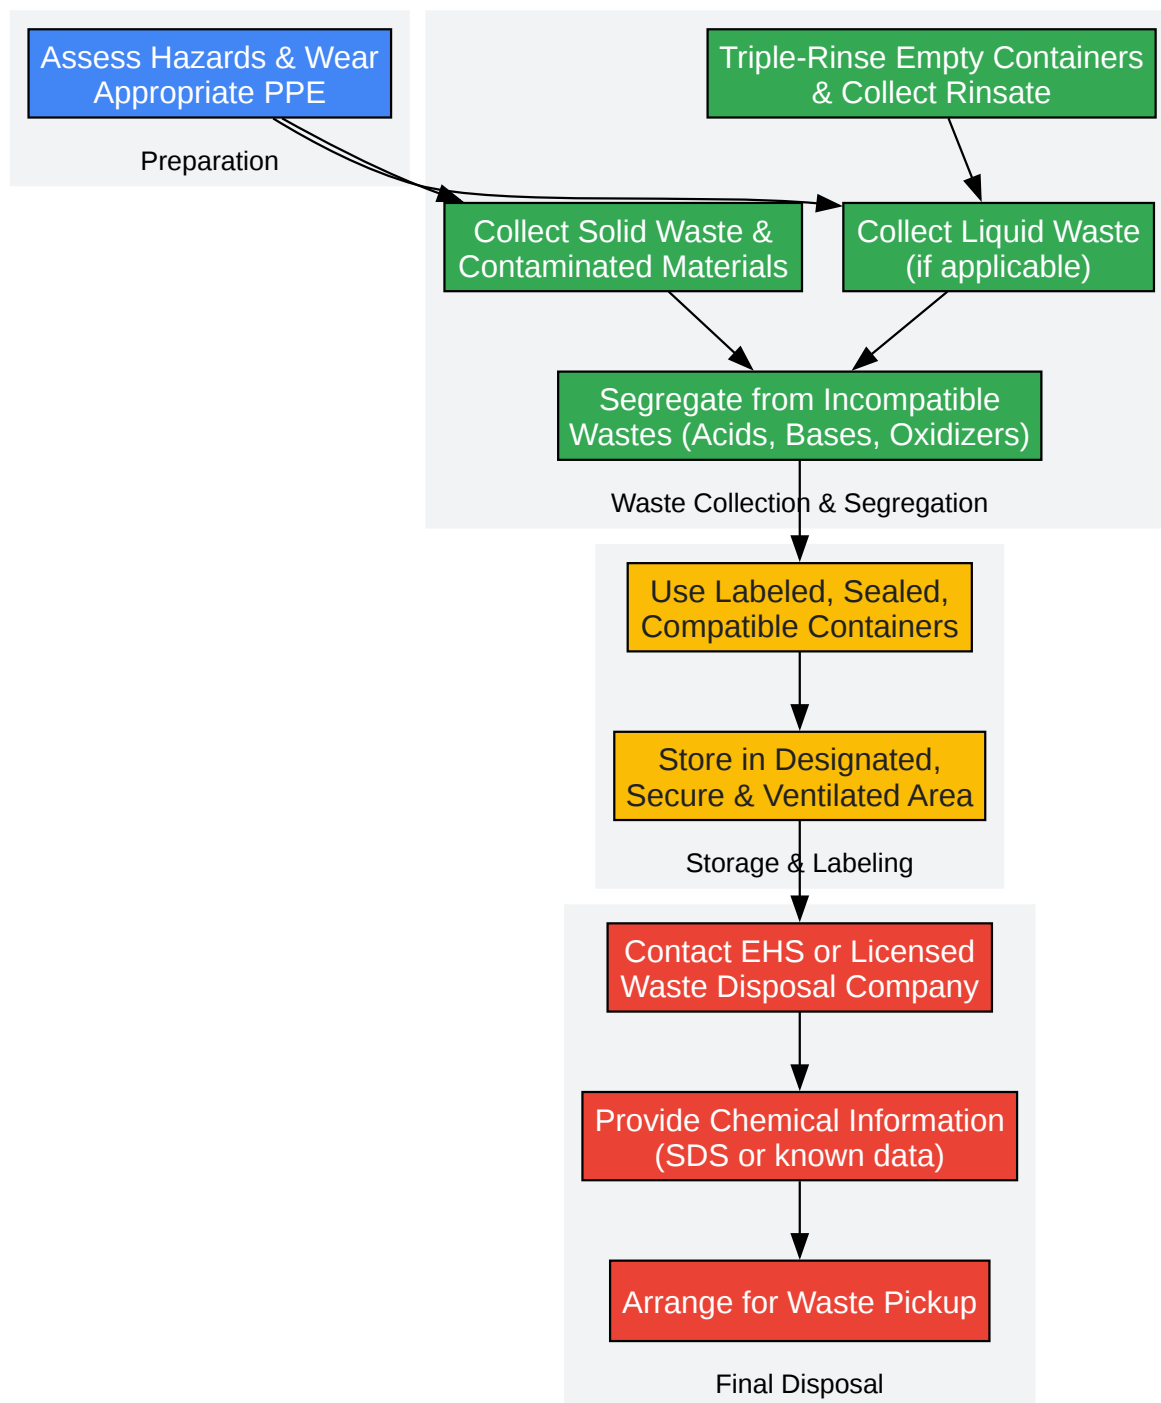 Assess Hazards & Wear
Appropriate PPE
Preparation
Triple-Rinse Empty Containers
& Collect Rinsate
Collect Solid Waste &
Contaminated Materials
Collect Liquid Waste
(if applicable)
Segregate from Incompatible
Wastes (Acids, Bases, Oxidizers)
Waste Collection & Segregation
Use Labeled, Sealed,
Compatible Containers
Store in Designated,
Secure & Ventilated Area
Storage & Labeling
Contact EHS or Licensed
Waste Disposal Company
Provide Chemical Information
(SDS or known data)
Arrange for Waste Pickup
Final Disposal